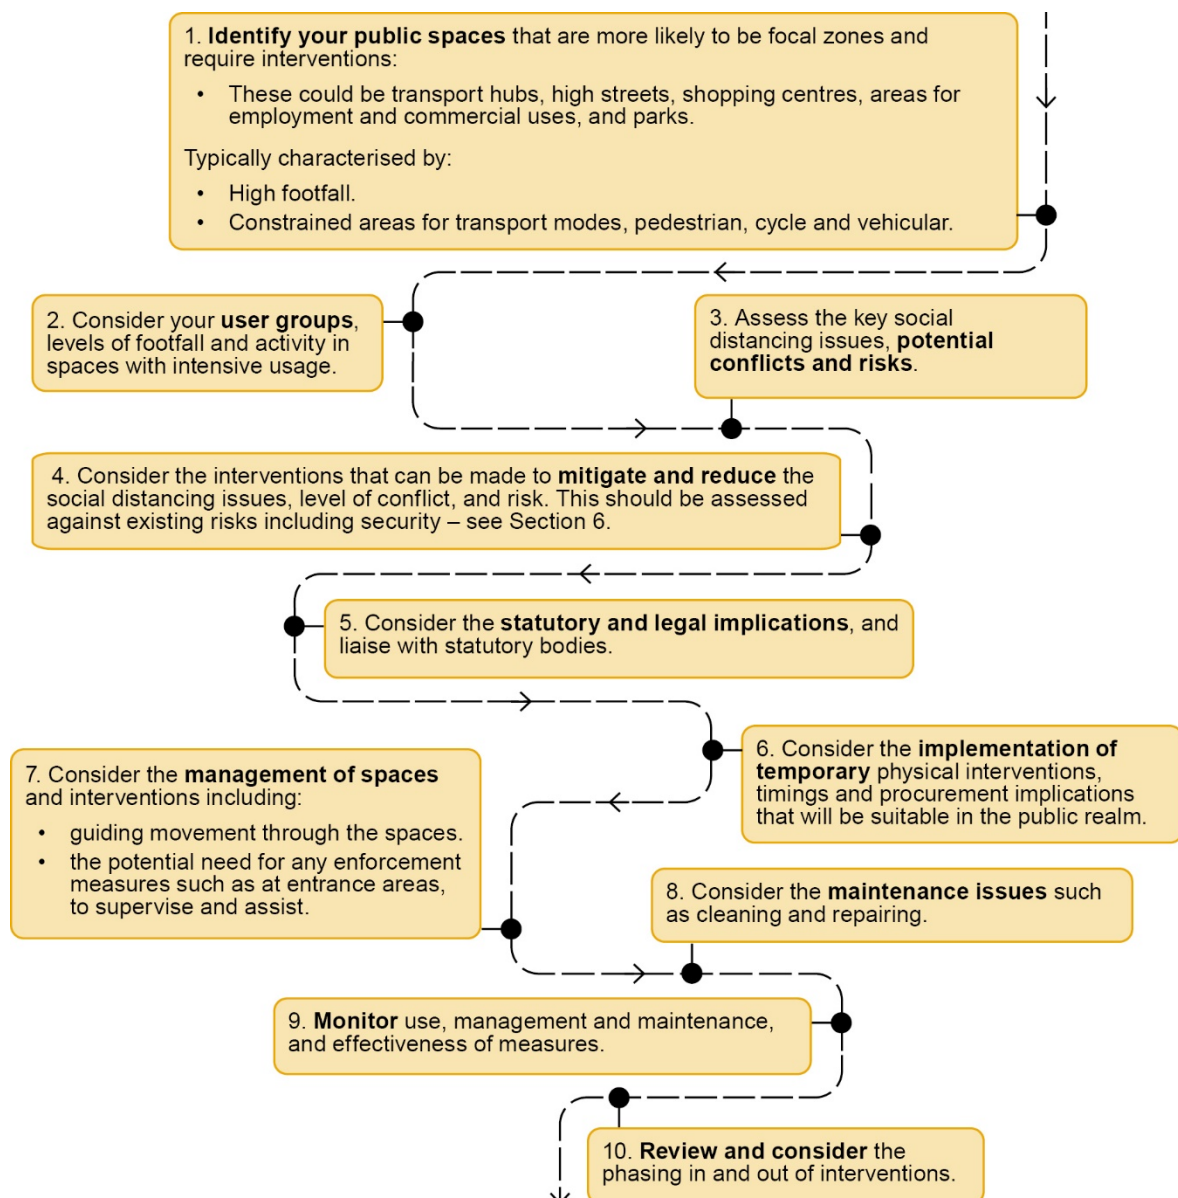 1. Identify your public spaces that are more likely to be focal zones and
require interventions:
• These could be transport hubs, high streets, shopping centres, areas for
employment and commercial uses, and parks.
Typically characterised by:
• High footfall.
• Constrained areas for transport modes, pedestrian, cycle and vehicular.
2. Consider your user groups,
levels of footfall and activity in
spaces with intensive usage.
3. Assess the key social
distancing issues, potential
conflicts and risks.
4. Consider the interventions that can be made to mitigate and reduce the
social distancing issues, level of conflict, and risk. This should be assessed
against existing risks including security – see Section 6.
5. Consider the statutory and legal implications, and
liaise with statutory bodies.
6. Consider the implementation of
temporary physical interventions,
timings and procurement implications
that will be suitable in the public realm.
7. Consider the management of spaces
and interventions including:
• guiding movement through the spaces.
• the potential need for any enforcement
measures such as at entrance areas,
to supervise and assist.
8. Consider the maintenance issues such
as cleaning and repairing.
9. Monitor use, management and maintenance,
and effectiveness of measures.
10. Review and consider the
phasing in and out of interventions.